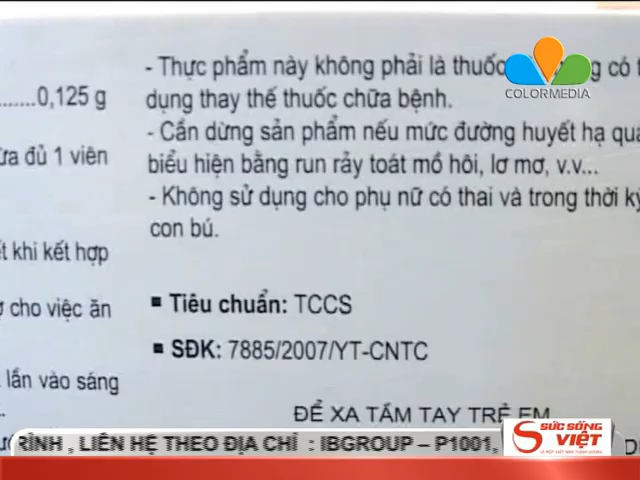 - Thực phẩm này không phải là thuốc có
dụng thay thế thuốc chữa bệnh.
- Cần dừng sản phẩm nếu mức đường huyết hạ quá
biểu hiện bằng run rảy toát mồ hôi, lơ mơ, v.v...
- Không sử dụng cho phụ nữ có thai và trong thời kỳ
con bú.
▪ Tiêu chuẩn: TCCS
▪ SĐK: 7885/2007/YT-CNTC
ĐỂ XA TẦM TAY TRẺ EM
.......0,125 g
đủ 1 viên
khi kết hợp
cho việc ăn
lần vào sáng
COLORMEDIA
RÌNH , LIÊN HỆ THEO ĐỊA CHỈ : IBGROUP – P1001,
SỨC SỐNG
VIỆT